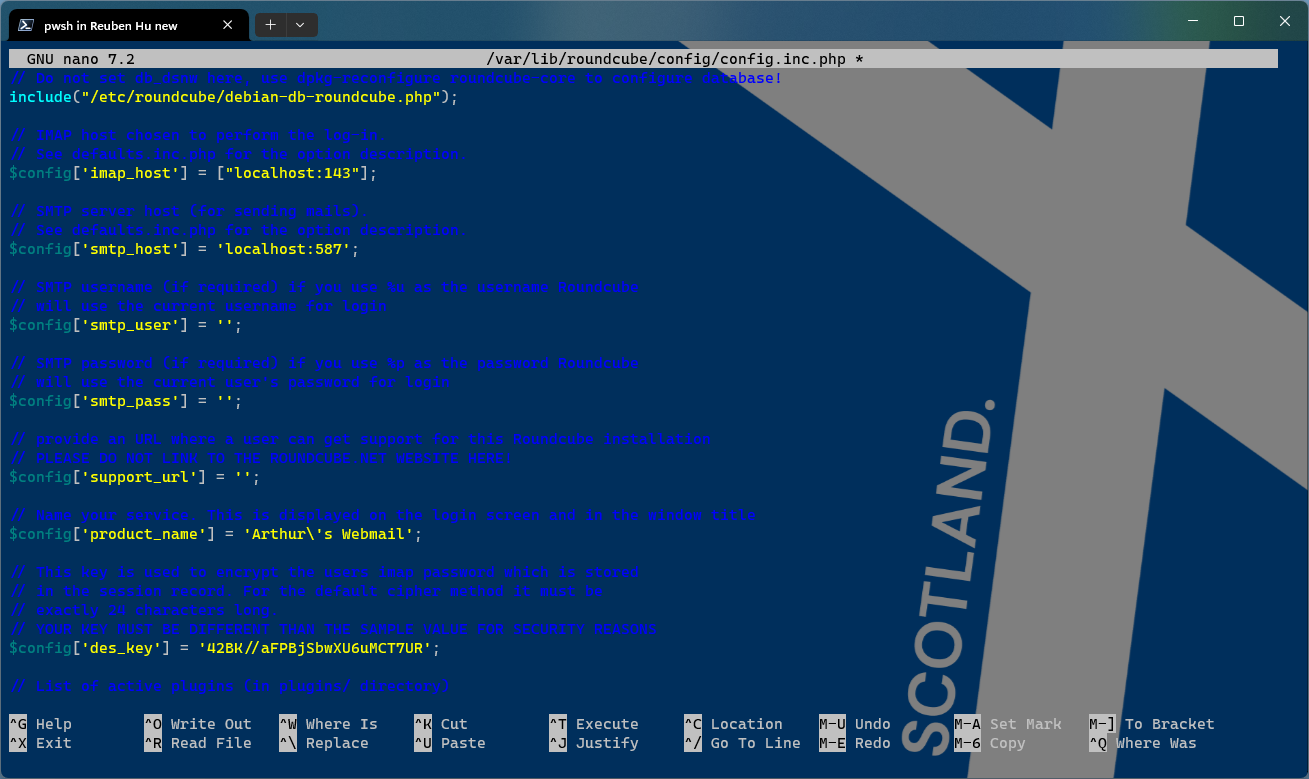 pwsh in Reuben Hu new
GNU nano 7.2 /var/lib/roundcube/config/config.inc.php *
// Do not set db_dsnw here, use dpkg-reconfigure roundcube-core to configure database!
include("/etc/roundcube/debian-db-roundcube.php");
// IMAP host chosen to perform the log-in.
// See defaults.inc.php for the option description.
$config['imap_host'] = ["localhost:143"];
// SMTP server host (for sending mails).
// See defaults.inc.php for the option description.
$config['smtp_host'] = 'localhost:587';
// SMTP username (if required) if you use %u as the username Roundcube
// will use the current username for login
$config['smtp_user'] = '';
// SMTP password (if required) if you use %p as the password Roundcube
// will use the current user's password for login
$config['smtp_pass'] = '';
// provide an URL where a user can get support for this Roundcube installation
// PLEASE DO NOT LINK TO THE ROUNDCUBE.NET WEBSITE HERE!
$config['support_url'] = '';
// Name your service. This is displayed on the login screen and in the window title
$config['product_name'] = 'Arthur\'s Webmail';
// This key is used to encrypt the users imap password which is stored
// in the session record. For the default cipher method it must be
// exactly 24 characters long.
// YOUR KEY MUST BE DIFFERENT THAN THE SAMPLE VALUE FOR SECURITY REASONS
$config['des_key'] = '42BK//aFPBjSbwXU6uMCT7UR';
// List of active plugins (in plugins/ directory)
^G Help ^O Write Out ^W Where Is ^K Cut ^T Execute ^C Location M-U Undo M-A Set Mark M-] To Bracket
^X Exit ^R Read File ^\ Replace ^U Paste ^J Justify ^/ Go To Line M-E Redo M-6 Copy ^Q Where Was
SCOTLAND.